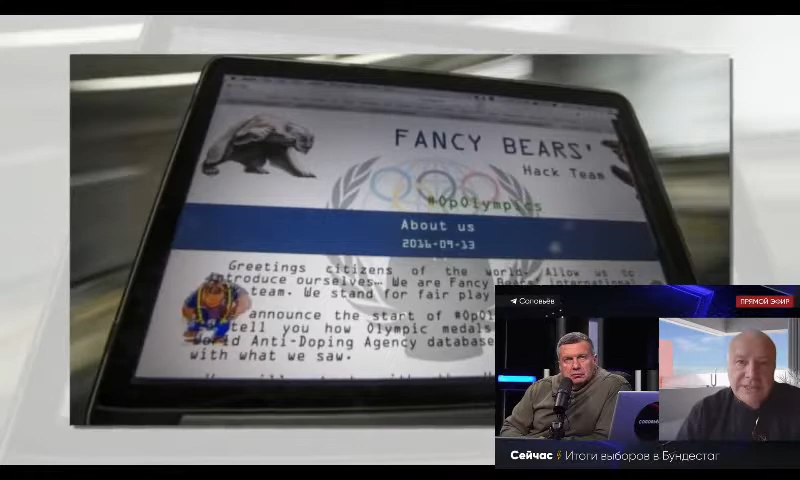 FANCY BEARS'
Hack Team
#OpOlympics
About us
2016-09-13
Greetings citizens of the world. Allow us to
introduce ourselves… We are Fancy Bears' international
team. We stand for fair play
announce the start of #OpOl
tell you how Olympic medals
World Anti-Doping Agency database
with what we saw.
Соловьёв
ПРЯМОЙ ЭФИР
Сейчас Итоги выборов в Бундестаг